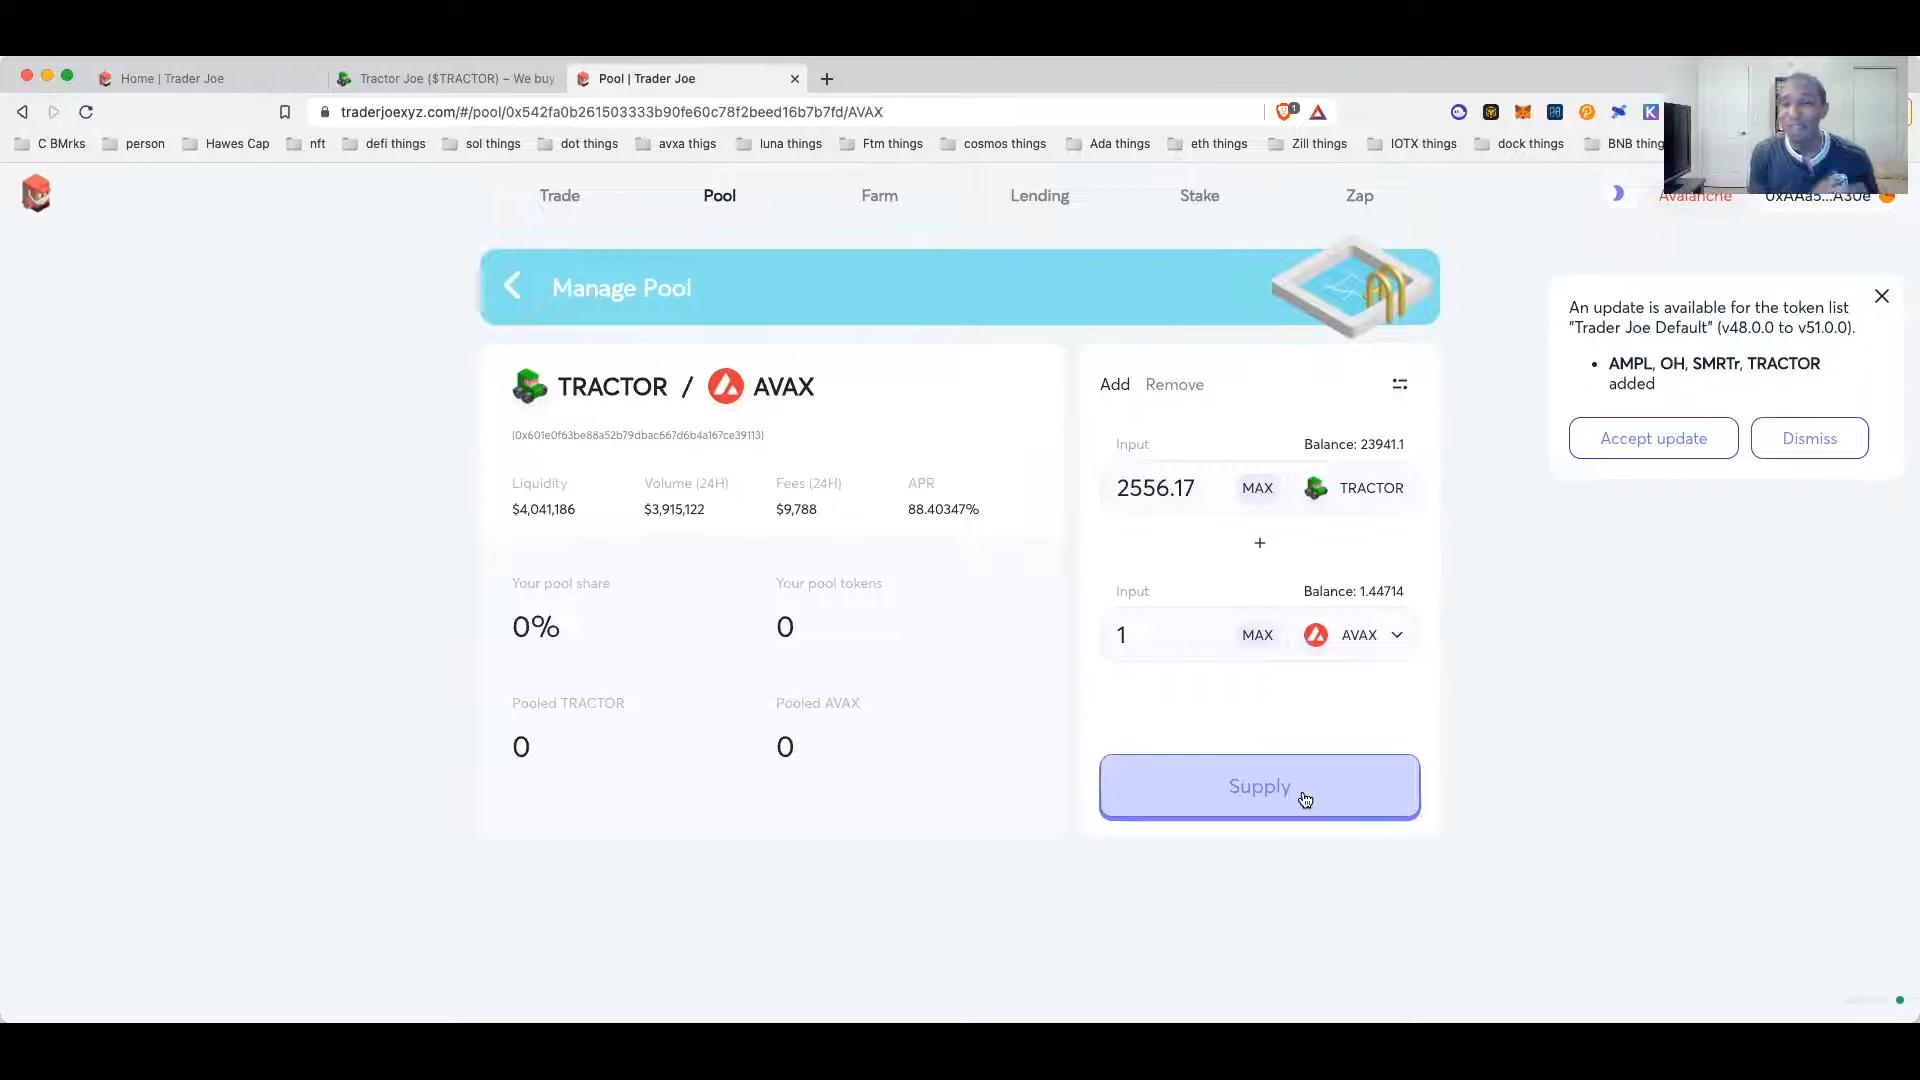 Home | Trader Joe
Tractor Joe ($TRACTOR) – We buy
Pool | Trader Joe
traderjoexyz.com/#/pool/0x542fa0b261503333b90fe60c78f2beed16b7b7fd/AVAX
1
C BMrks
person
Hawes Cap
nft
defi things
sol things
dot things
avxa thigs
luna things
Ftm things
cosmos things
Ada things
eth things
Zill things
IOTX things
dock things
BNB thing
Trade
Pool
Farm
Lending
Stake
Zap
Avalanche
0xAAa5...A30e
Manage Pool
An update is available for the token list
"Trader Joe Default" (v48.0.0 to v51.0.0).
• AMPL, OH, SMRTr, TRACTOR
added
Accept update
Dismiss
TRACTOR / AVAX
(0x601e0f63be88a52b79dbac667d6b4a167ce39113)
Liquidity
Volume (24H)
Fees (24H)
APR
$4,041,186
$3,915,122
$9,788
88.40347%
Your pool share
Your pool tokens
0%
0
Pooled TRACTOR
Pooled AVAX
0
0
Add
Remove
Input
Balance: 23941.1
2556.17
MAX
TRACTOR
+
Input
Balance: 1.44714
1
MAX
AVAX
Supply